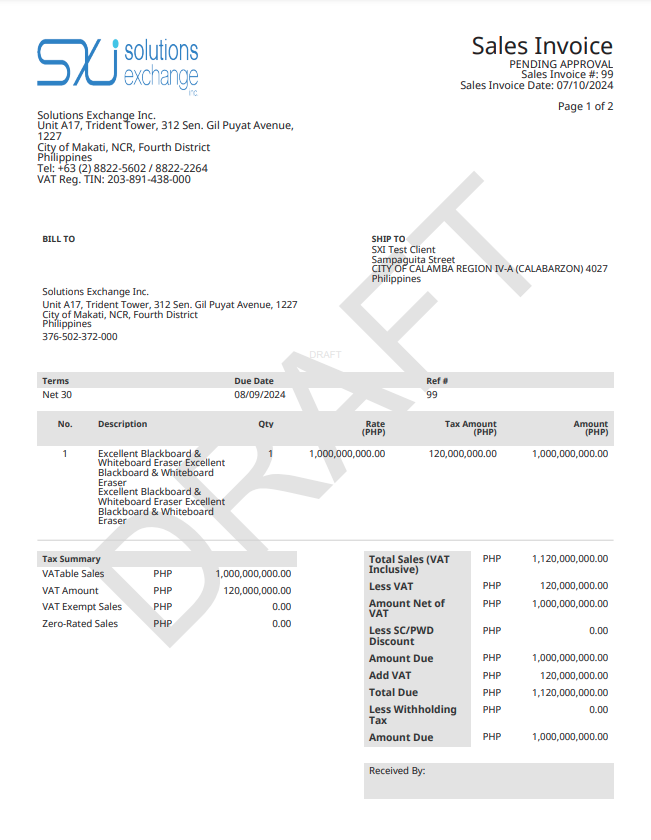 SXi solutions
exchange
inc.
Sales Invoice
PENDING APPROVAL
Sales Invoice #: 99
Sales Invoice Date: 07/10/2024
Page 1 of 2
Solutions Exchange Inc.
Unit A17, Trident Tower, 312 Sen. Gil Puyat Avenue,
1227
City of Makati, NCR, Fourth District
Philippines
Tel: +63 (2) 8822-5602 / 8822-2264
VAT Reg. TIN: 203-891-438-000
BILL TO
Solutions Exchange Inc.
Unit A17, Trident Tower, 312 Sen. Gil Puyat Avenue, 1227
City of Makati, NCR, Fourth District
Philippines
376-502-372-000
SHIP TO
SXI Test Client
Sampaguita Street
CITY OF CALAMBA REGION IV-A (CALABARZON) 4027
Philippines
DRAFT
DRAFT
Terms Due Date Ref #
Net 30 08/09/2024 99
No. Description Qty Rate (PHP) Tax Amount (PHP) Amount (PHP)
1 Excellent Blackboard & 1 1,000,000,000.00 120,000,000.00 1,000,000,000.00
Whiteboard Eraser Excellent
Blackboard & Whiteboard
Eraser
Excellent Blackboard &
Whiteboard Eraser Excellent
Blackboard & Whiteboard
Eraser
Tax Summary
VATable Sales PHP 1,000,000,000.00
VAT Amount PHP 120,000,000.00
VAT Exempt Sales PHP 0.00
Zero-Rated Sales PHP 0.00
Total Sales (VAT PHP 1,120,000,000.00
Inclusive)
Less VAT PHP 120,000,000.00
Amount Net of PHP 1,000,000,000.00
VAT
Less SC/PWD PHP 0.00
Discount
Amount Due PHP 1,000,000,000.00
Add VAT PHP 120,000,000.00
Total Due PHP 1,120,000,000.00
Less Withholding PHP 0.00
Tax
Amount Due PHP 1,000,000,000.00
Received By: